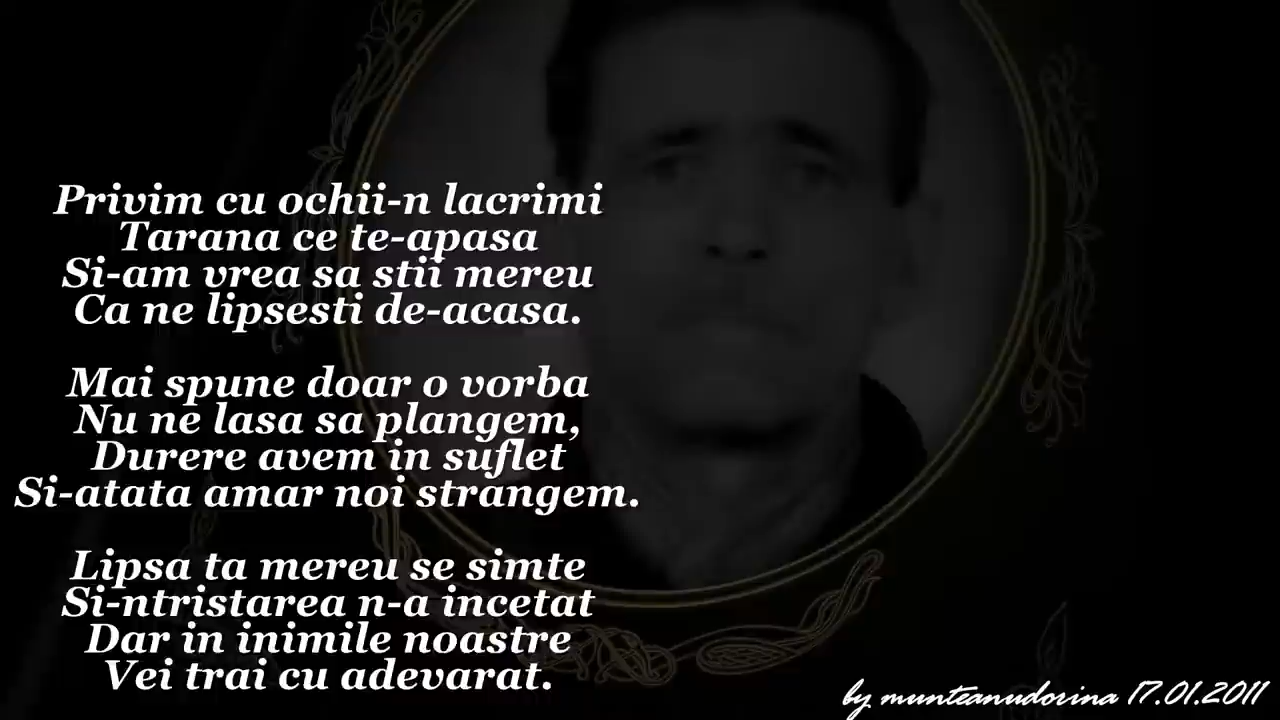 Privim cu ochii-n lacrimi
Tarana ce te-apasa
Si-am vrea sa stii mereu
Ca ne lipsesti de-acasa.
Mai spune doar o vorba
Nu ne lasa sa plangem,
Durere avem in suflet
Si-atata amar noi strangem.
Lipsa ta mereu se simte
Si-ntristarea n-a incetat
Dar in inimile noastre
Vei trai cu adevarat.
by munteanudorina 17.01.2011